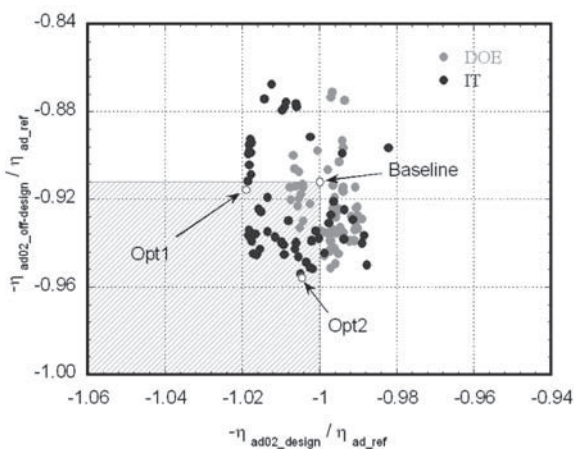 -0.84
-0.88
-0.92
-0.96
-1.00
-η ad02_off-design / η ad_ref
DOE
IT
Baseline
Opt1
Opt2
-1.06 -1.04 -1.02 -1 -0.98 -0.96 -0.94
-η ad02_design / η ad_ref